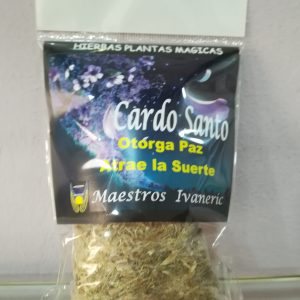 HIERBAS PLANTAS MAGICAS
Cardo Santo
Otorga Paz
Atrae la Suerte
Maestros Ivaneric